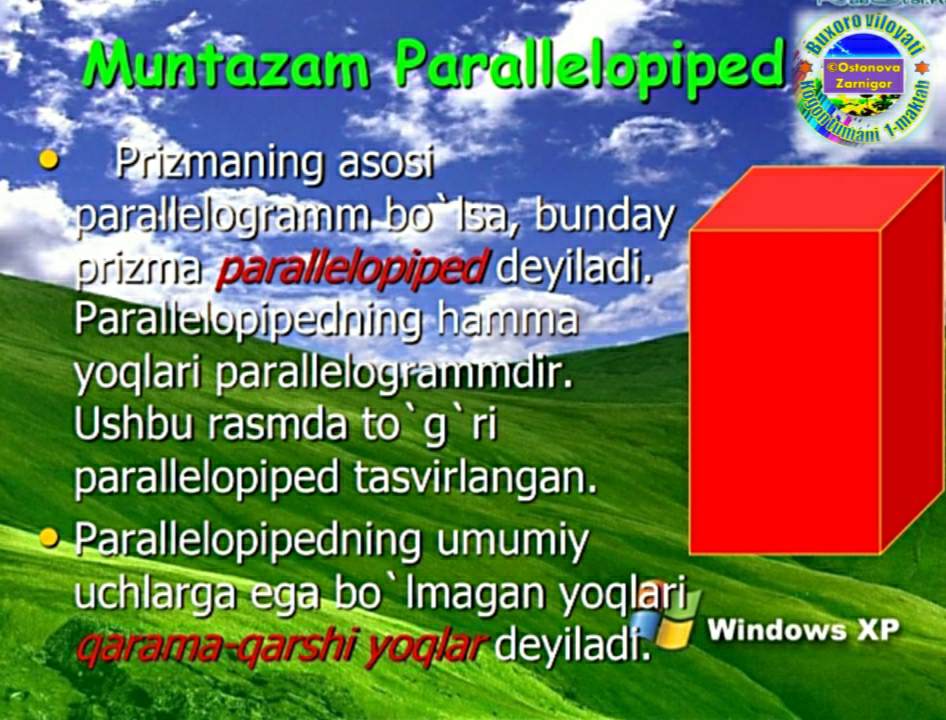 Muntazam Parallelopiped
Buxoro viloyati
©Ostonova
Zarnigor
Kogon tumani 1-maktab
• Prizmaning asosi
parallelogramm bo`lsa, bunday
prizma parallelopiped deyiladi.
Parallelopipedning hamma
yoqlari parallelogrammdir.
Ushbu rasmda to`g`ri
parallelopiped tasvirlangan.
• Parallelopipedning umumiy
uchlarga ega bo`lmagan yoqlari
qarama-qarshi yoqlar deyiladi.
Windows XP